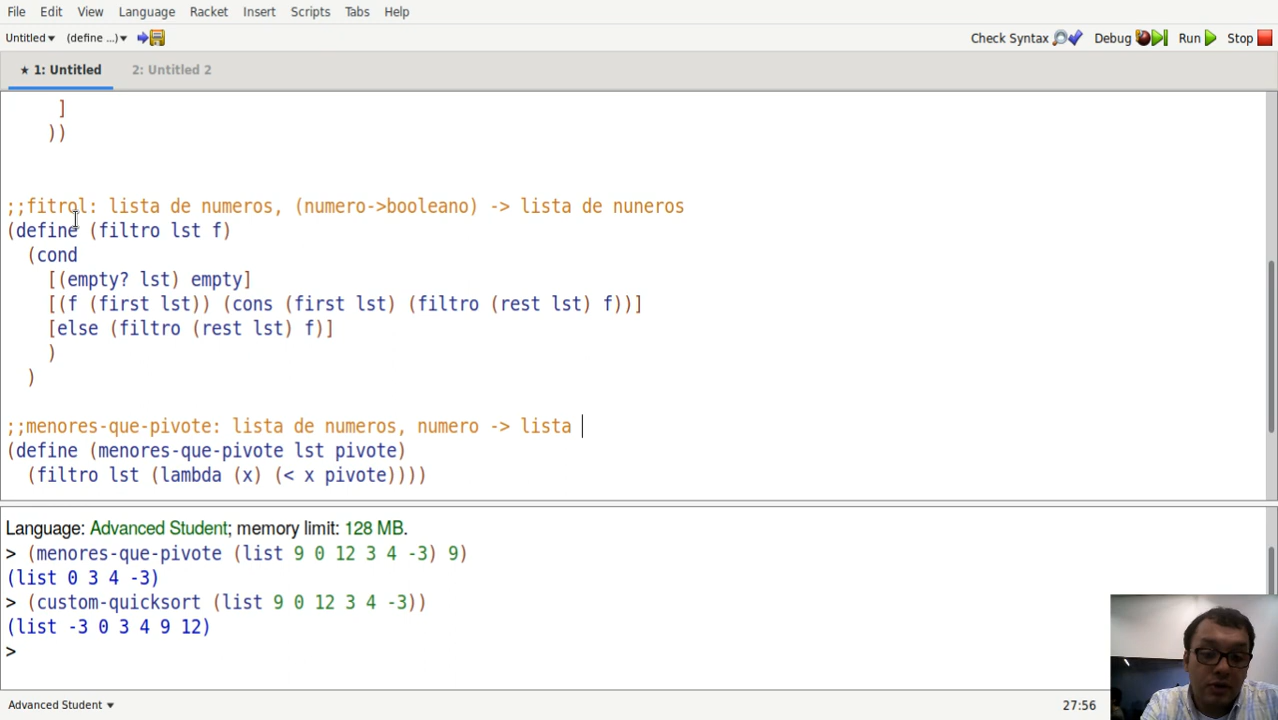 File Edit View Language Racket Insert Scripts Tabs Help
Untitled ▾ (define ...) ▾ Check Syntax Debug Run Stop
★ 1: Untitled 2: Untitled 2
]
))
;;fitrol: lista de numeros, (numero->booleano) -> lista de nuneros
(define (filtro lst f)
(cond
[(empty? lst) empty]
[(f (first lst)) (cons (first lst) (filtro (rest lst) f))]
[else (filtro (rest lst) f)]
)
)
;;menores-que-pivote: lista de numeros, numero -> lista
(define (menores-que-pivote lst pivote)
(filtro lst (lambda (x) (< x pivote))))
Language: Advanced Student; memory limit: 128 MB.
> (menores-que-pivote (list 9 0 12 3 4 -3) 9)
(list 0 3 4 -3)
> (custom-quicksort (list 9 0 12 3 4 -3))
(list -3 0 3 4 9 12)
>
Advanced Student ▾ 27:56